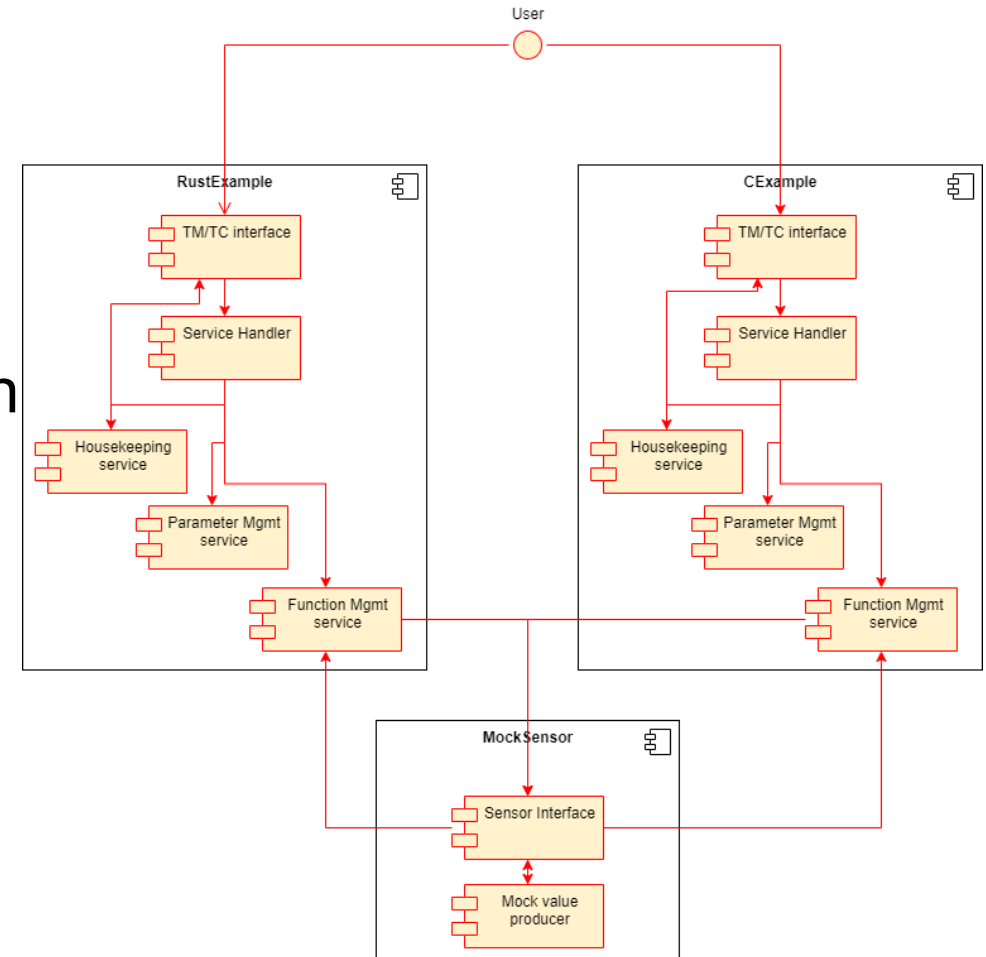 User
RustExample
TM/TC interface
Service Handler
Housekeeping
service
Parameter Mgmt
service
Function Mgmt
service
CExample
TM/TC interface
Service Handler
Housekeeping
service
Parameter Mgmt
service
Function Mgmt
service
n
MockSensor
Sensor Interface
Mock value
producer